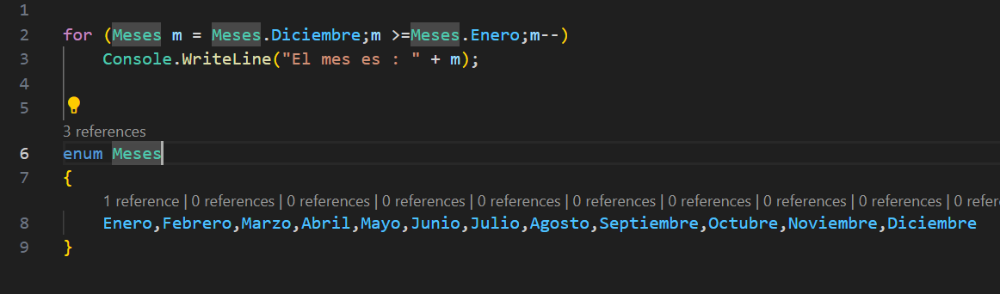 1
2 for (Meses m = Meses.Diciembre;m >=Meses.Enero;m--)
3 Console.WriteLine("El mes es : " + m);
4
5
3 references
6 enum Meses
7 {
1 reference | 0 references | 0 references | 0 references | 0 references | 0 references | 0 references | 0 references | 0 references | 0 refere
8 Enero,Febrero,Marzo,Abril,Mayo,Junio,Julio,Agosto,Septiembre,Octubre,Noviembre,Diciembre
9 }